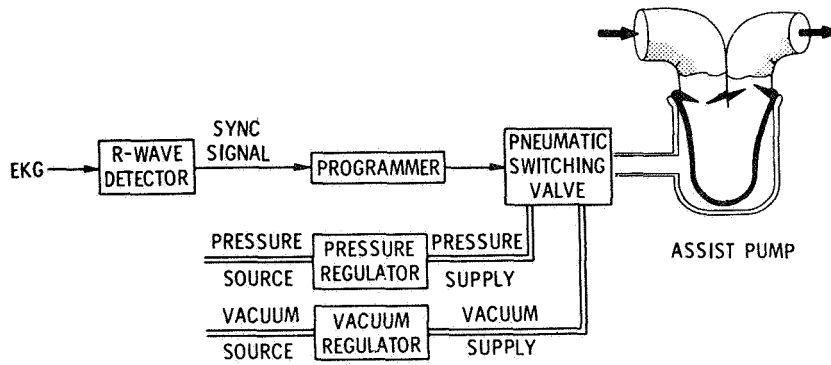 EKG
R-WAVE
DETECTOR
SYNC
SIGNAL
PROGRAMMER
PNEUMATIC
SWITCHING
VALVE
ASSIST PUMP
PRESSURE
SOURCE
PRESSURE
REGULATOR
PRESSURE
SUPPLY
VACUUM
SOURCE
VACUUM
REGULATOR
VACUUM
SUPPLY